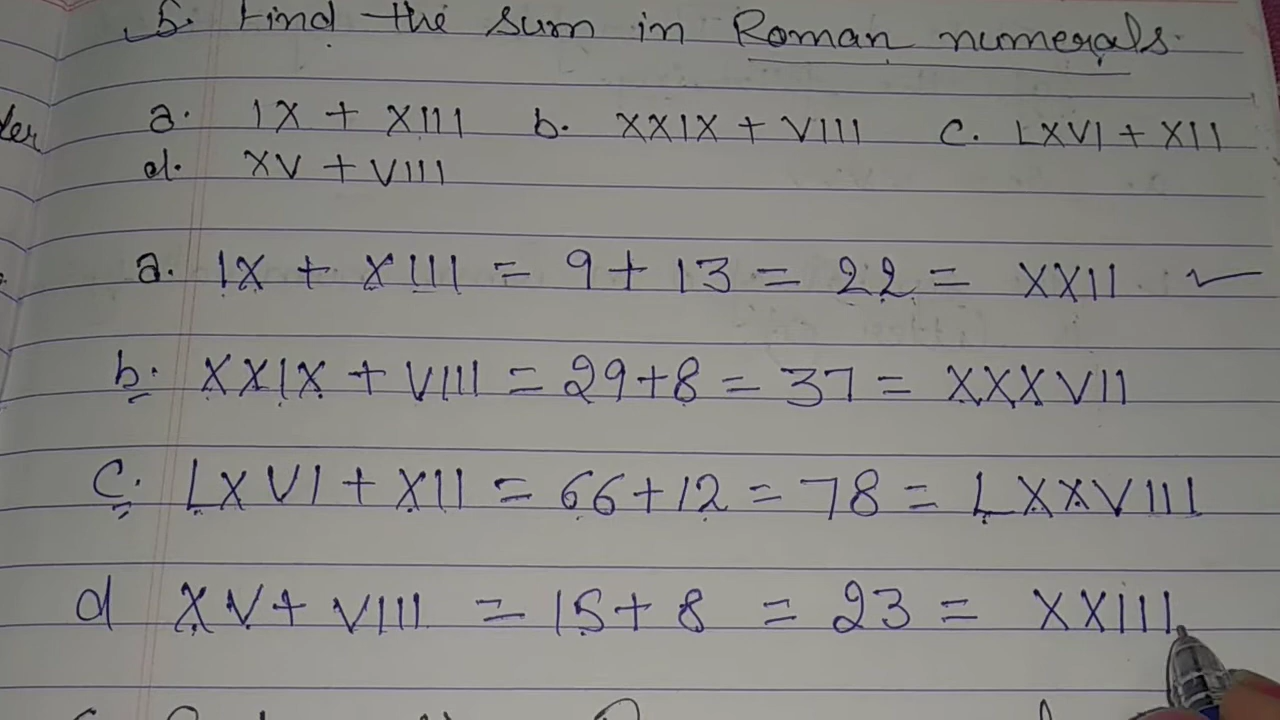 5. Find the sum in Roman numerals.
a. IX + XIII b. XXIX + VIII c. LXVI + XII
d. XV + VIII
a. IX + XIII = 9 + 13 = 22 = XXII
b. XXIX + VIII = 29 + 8 = 37 = XXXVII
c. LXVI + XII = 66 + 12 = 78 = LXXVIII
d XV + VIII = 15 + 8 = 23 = XXIII